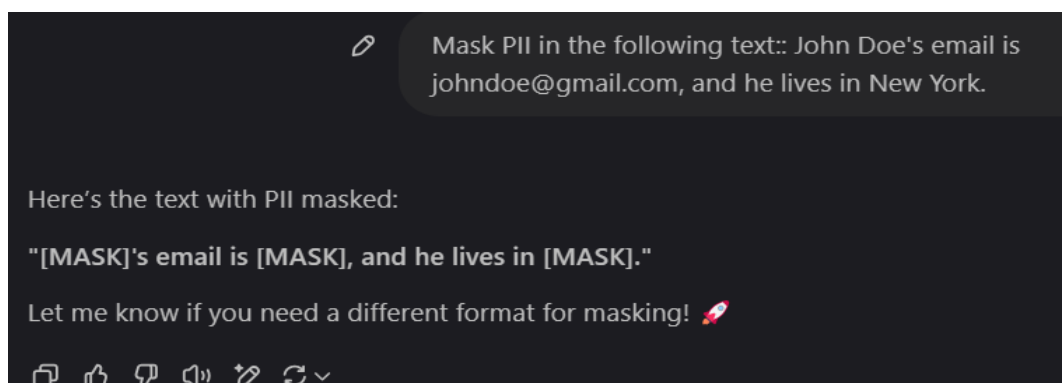 Mask PII in the following text:: John Doe's email is
johndoe@gmail.com, and he lives in New York.
Here’s the text with PII masked:
"[MASK]'s email is [MASK], and he lives in [MASK]."
Let me know if you need a different format for masking! 🚀